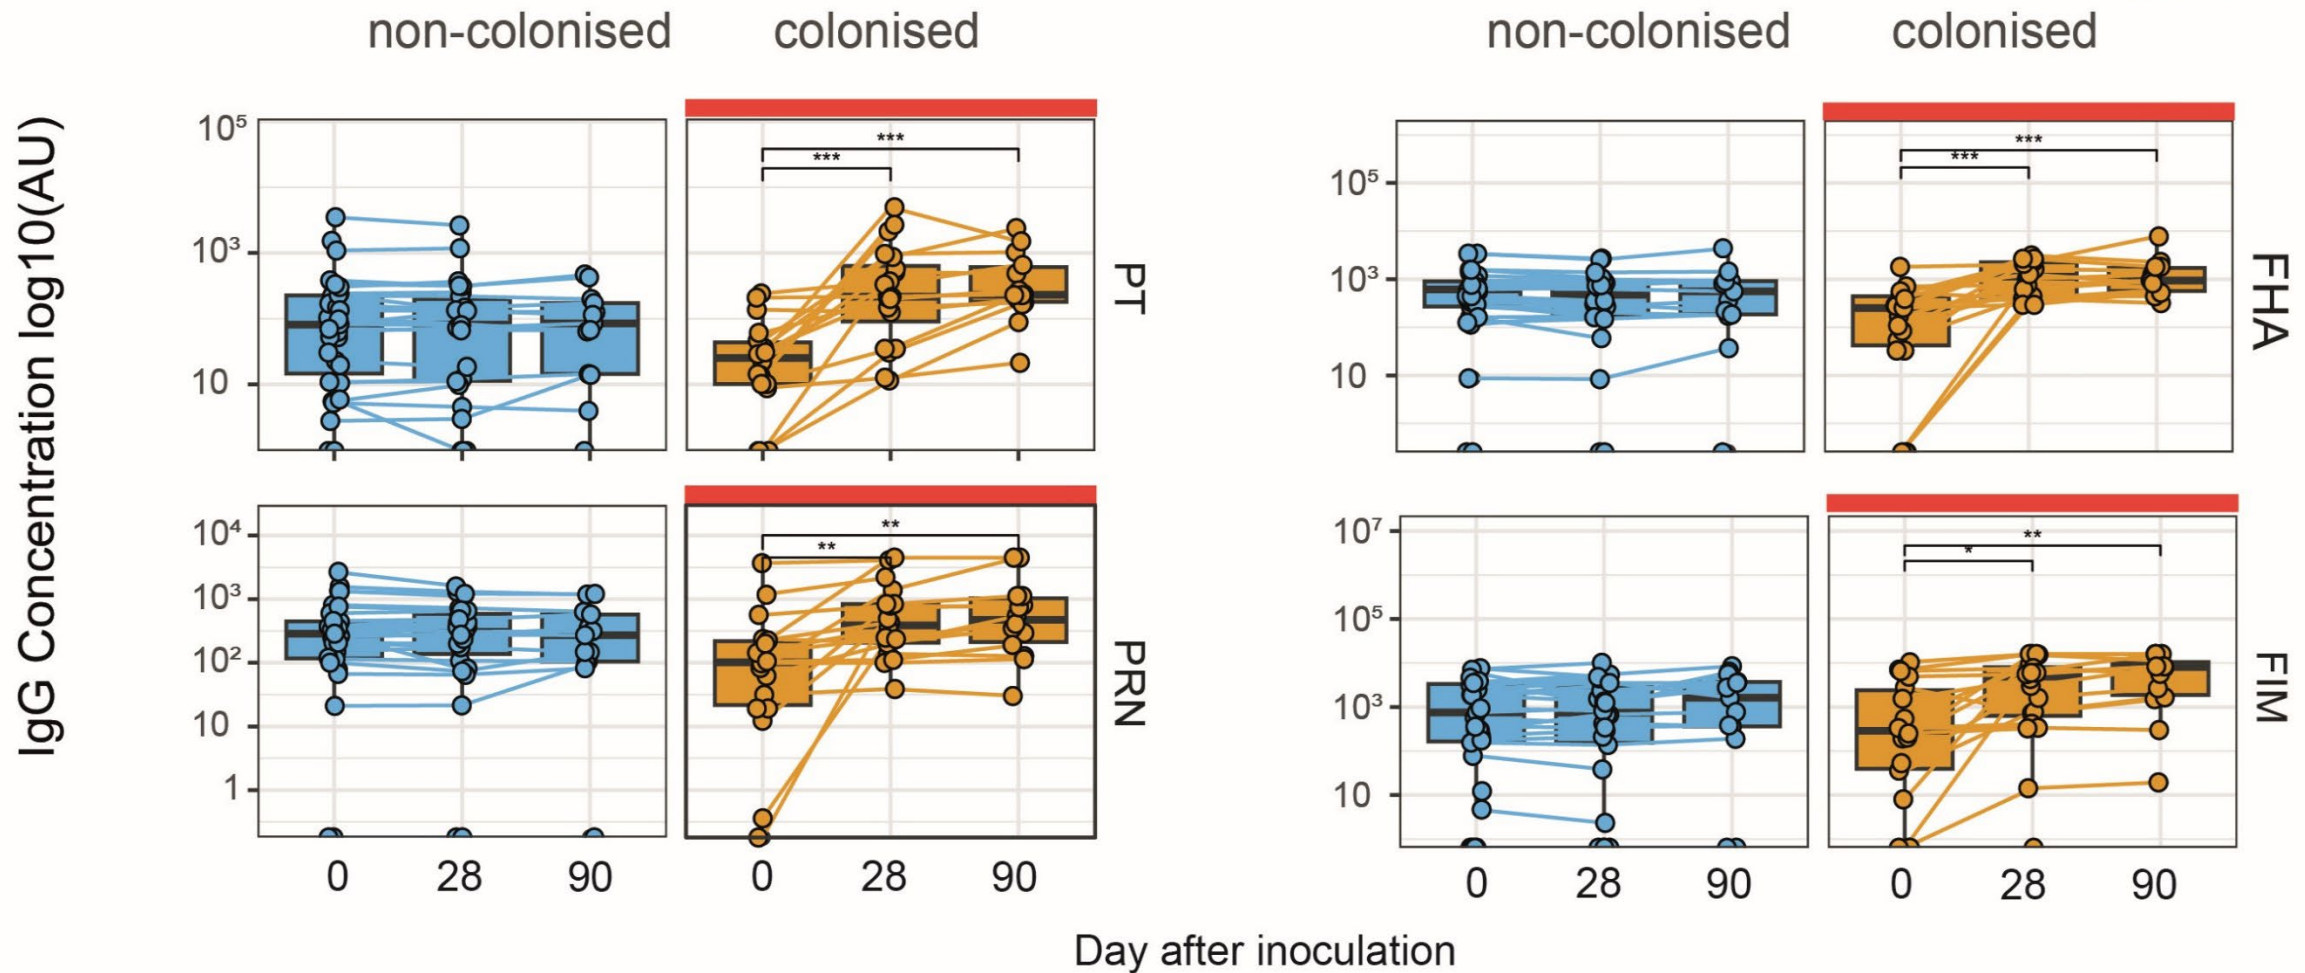 non-colonised colonised non-colonised colonised
IgG Concentration log10(AU)
10⁵
10³
10
*** ***
PT
10⁵
10³
10
*** ***
FHA
10⁴
10³
10²
10
1
** **
PRN
10⁷
10⁵
10³
10
** *
FIM
0 28 90 0 28 90 0 28 90 0 28 90
Day after inoculation